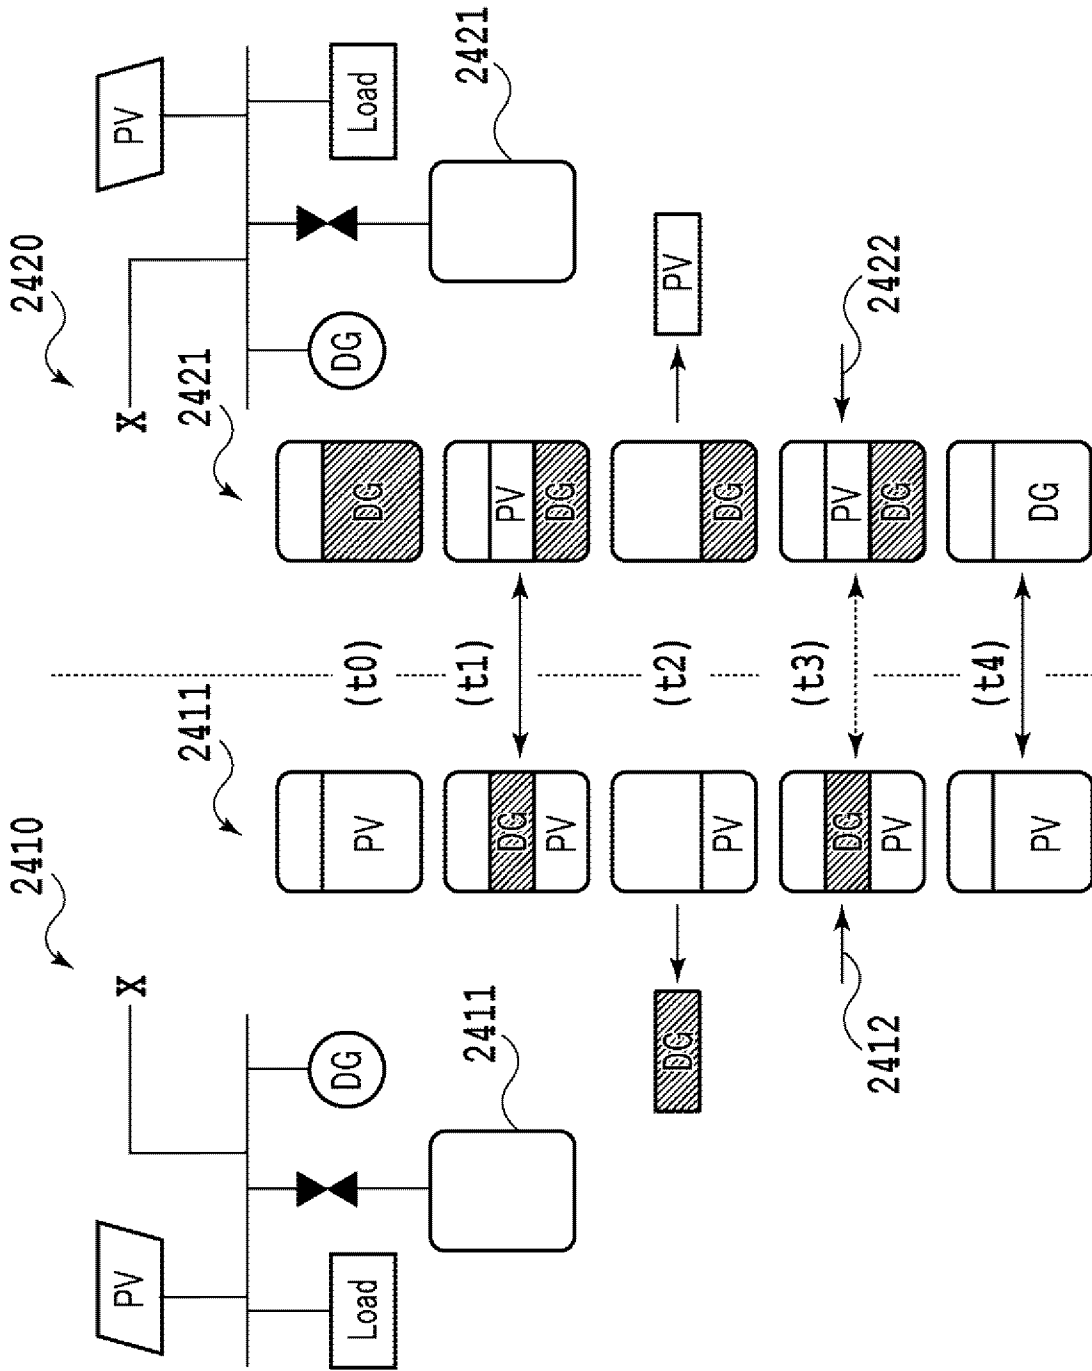 2410
2420
PV
X
X
PV
2411
2421
Load
DG
PV
(t0)
DG
DG
Load
2411
(t1)
2421
DG
PV
PV
DG
DG
(t2)
PV
PV
DG
(t3)
DG
PV
2412
PV
DG
2422
(t4)
PV
DG